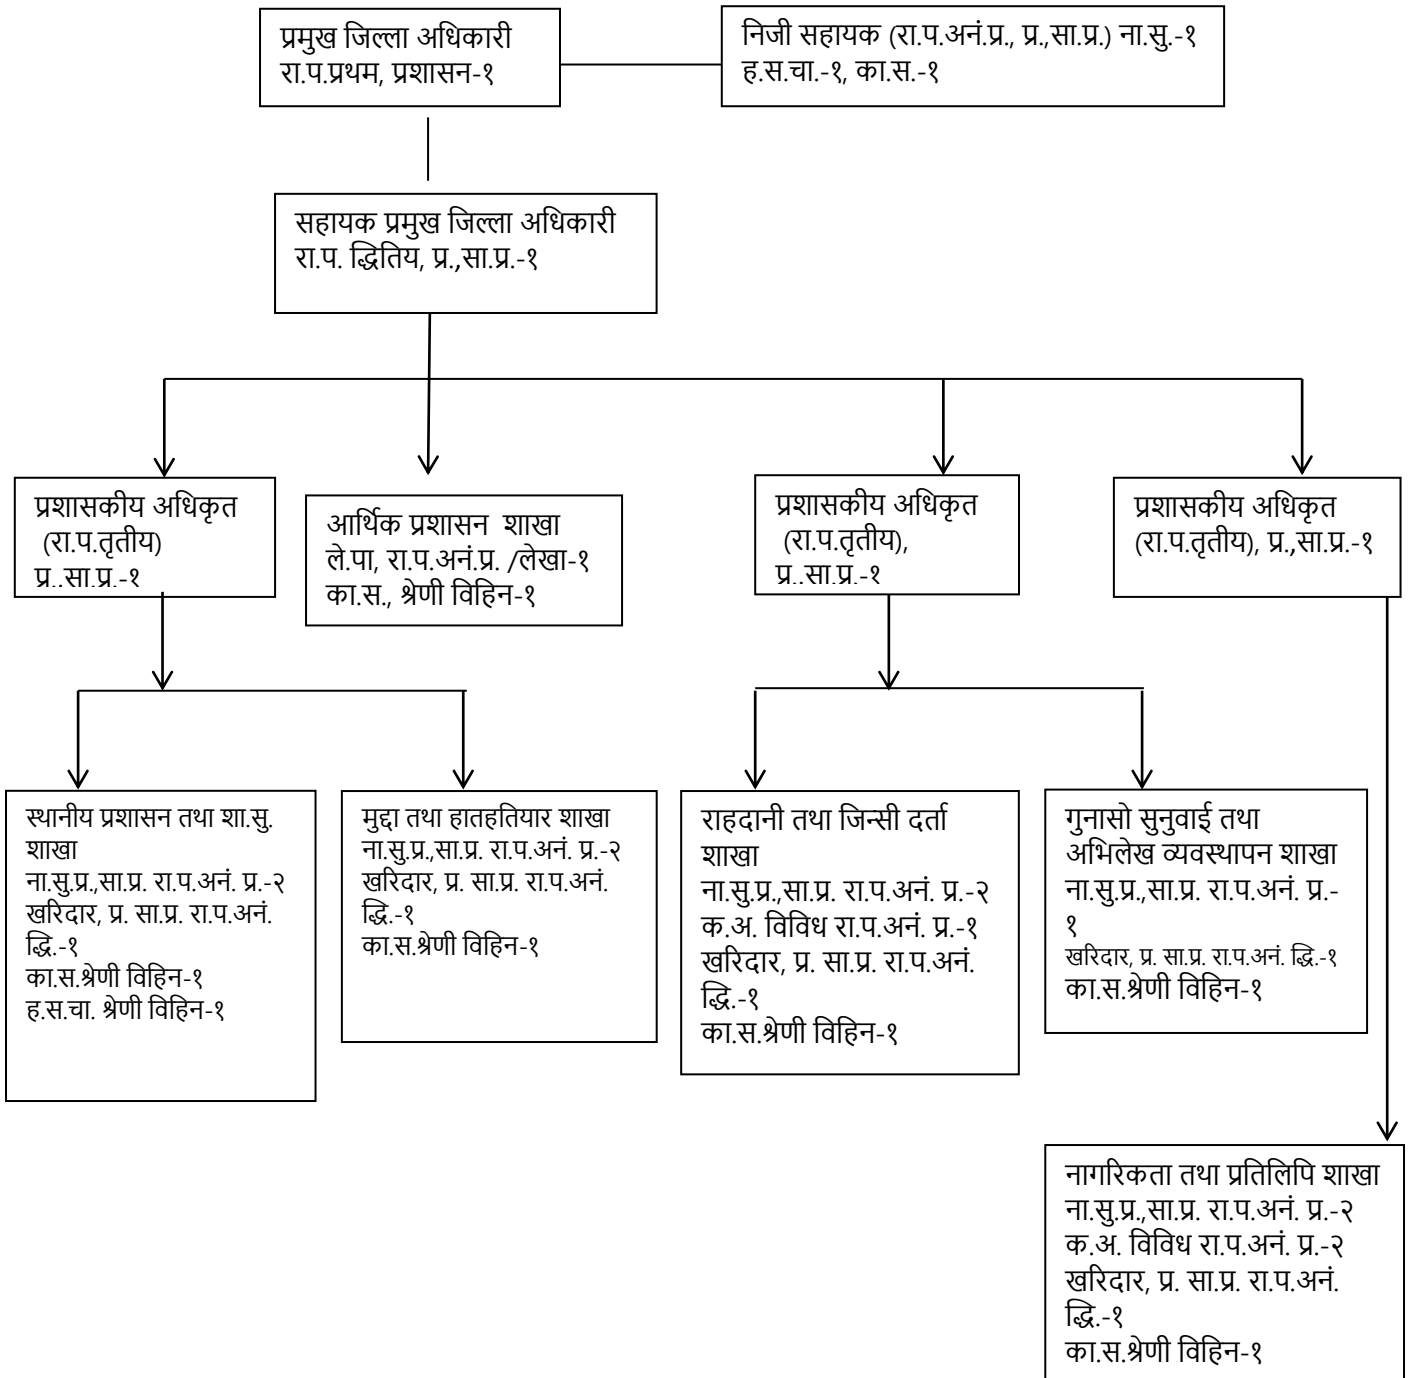 प्रमुख जिल्ला अधिकारी
रा.प.प्रथम, प्रशासन-१
निजी सहायक (रा.प.अनं.प्र., प्र.,सा.प्र.) ना.सु.-१
ह.स.चा.-१, का.स.-१
सहायक प्रमुख जिल्ला अधिकारी
रा.प. द्धितिय, प्र.,सा.प्र.-१
प्रशासकीय अधिकृत
(रा.प.तृतीय)
प्र.,सा.प्र.-१
आर्थिक प्रशासन शाखा
ले.पा, रा.प.अनं.प्र. /लेखा-१
का.स., श्रेणी विहिन-१
प्रशासकीय अधिकृत
(रा.प.तृतीय),
प्र.,सा.प्र.-१
प्रशासकीय अधिकृत
(रा.प.तृतीय), प्र.,सा.प्र.-१
स्थानीय प्रशासन तथा शा.सु.
शाखा
ना.सु.प्र.,सा.प्र. रा.प.अनं. प्र.-२
खरिदार, प्र. सा.प्र. रा.प.अनं.
द्धि.-१
का.स.श्रेणी विहिन-१
ह.स.चा. श्रेणी विहिन-१
मुद्दा तथा हातहतियार शाखा
ना.सु.प्र.,सा.प्र. रा.प.अनं. प्र.-२
खरिदार, प्र. सा.प्र. रा.प.अनं.
द्धि.-१
का.स.श्रेणी विहिन-१
राहदानी तथा जिन्सी दर्ता
शाखा
ना.सु.प्र.,सा.प्र. रा.प.अनं. प्र.-२
क.अ. विविध रा.प.अनं. प्र.-१
खरिदार, प्र. सा.प्र. रा.प.अनं.
द्धि.-१
का.स.श्रेणी विहिन-१
गुनासो सुनुवाई तथा
अभिलेख व्यवस्थापन शाखा
ना.सु.प्र.,सा.प्र. रा.प.अनं. प्र.-
१
खरिदार, प्र. सा.प्र. रा.प.अनं. द्धि.-१
का.स.श्रेणी विहिन-१
नागरिकता तथा प्रतिलिपि शाखा
ना.सु.प्र.,सा.प्र. रा.प.अनं. प्र.-२
क.अ. विविध रा.प.अनं. प्र.-२
खरिदार, प्र. सा.प्र. रा.प.अनं.
द्धि.-१
का.स.श्रेणी विहिन-१